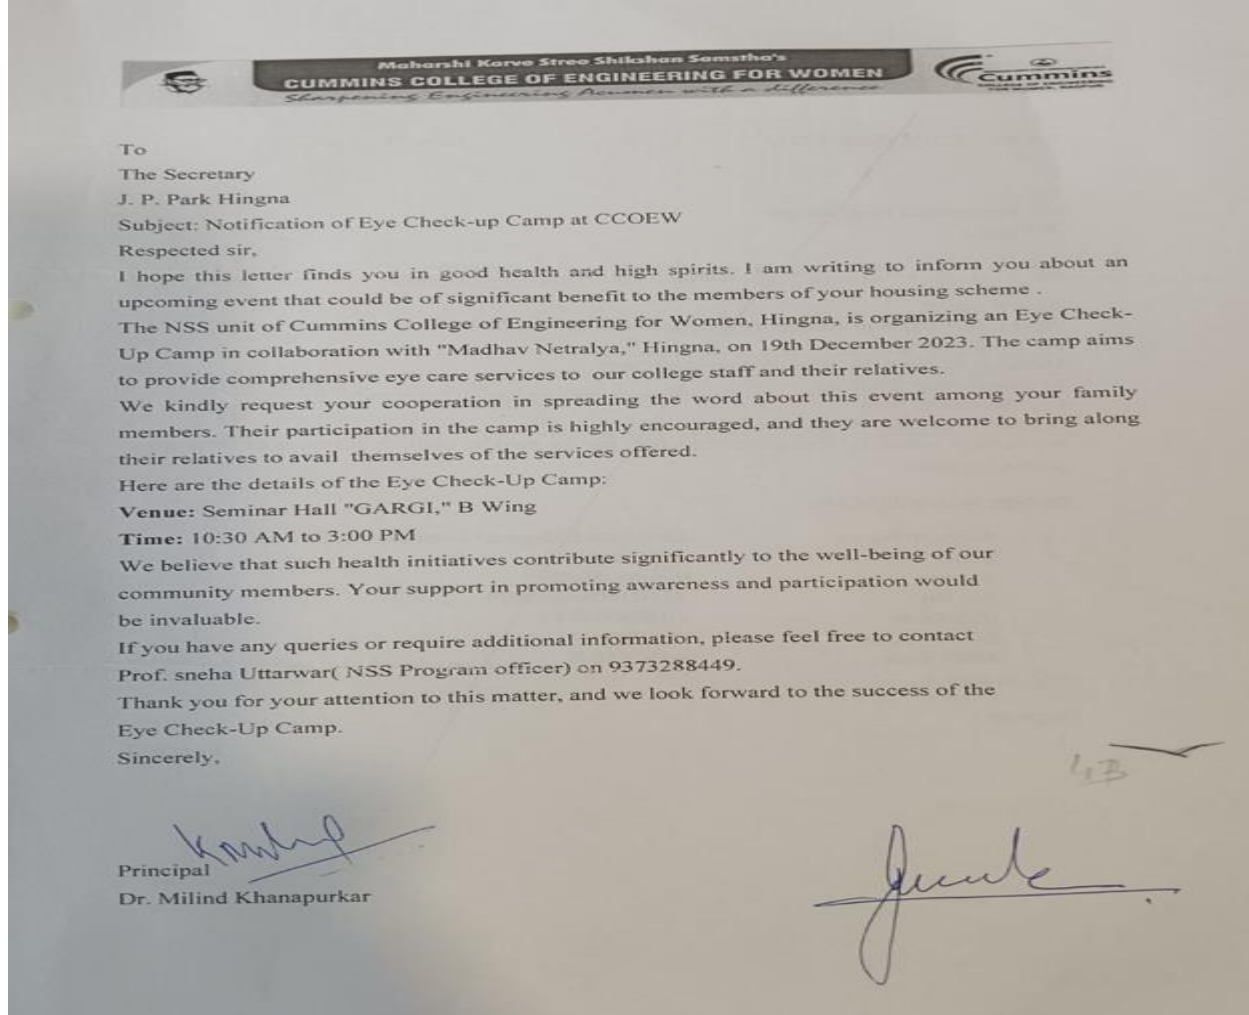 Maharshi Karve Stree Shikshan Samstha's
CUMMINS COLLEGE OF ENGINEERING FOR WOMEN
Sharpening Engineering Acumen with a difference
Cummins
To
The Secretary
J. P. Park Hingna
Subject: Notification of Eye Check-up Camp at CCOEW
Respected sir,
I hope this letter finds you in good health and high spirits. I am writing to inform you about an
upcoming event that could be of significant benefit to the members of your housing scheme .
The NSS unit of Cummins College of Engineering for Women, Hingna, is organizing an Eye Check-
Up Camp in collaboration with "Madhav Netralya," Hingna, on 19th December 2023. The camp aims
to provide comprehensive eye care services to our college staff and their relatives.
We kindly request your cooperation in spreading the word about this event among your family
members. Their participation in the camp is highly encouraged, and they are welcome to bring along
their relatives to avail themselves of the services offered.
Here are the details of the Eye Check-Up Camp:
Venue: Seminar Hall "GARGI," B Wing
Time: 10:30 AM to 3:00 PM
We believe that such health initiatives contribute significantly to the well-being of our
community members. Your support in promoting awareness and participation would
be invaluable.
If you have any queries or require additional information, please feel free to contact
Prof. sneha Uttarwar( NSS Program officer) on 9373288449.
Thank you for your attention to this matter, and we look forward to the success of the
Eye Check-Up Camp.
Sincerely,
Principal
Dr. Milind Khanapurkar